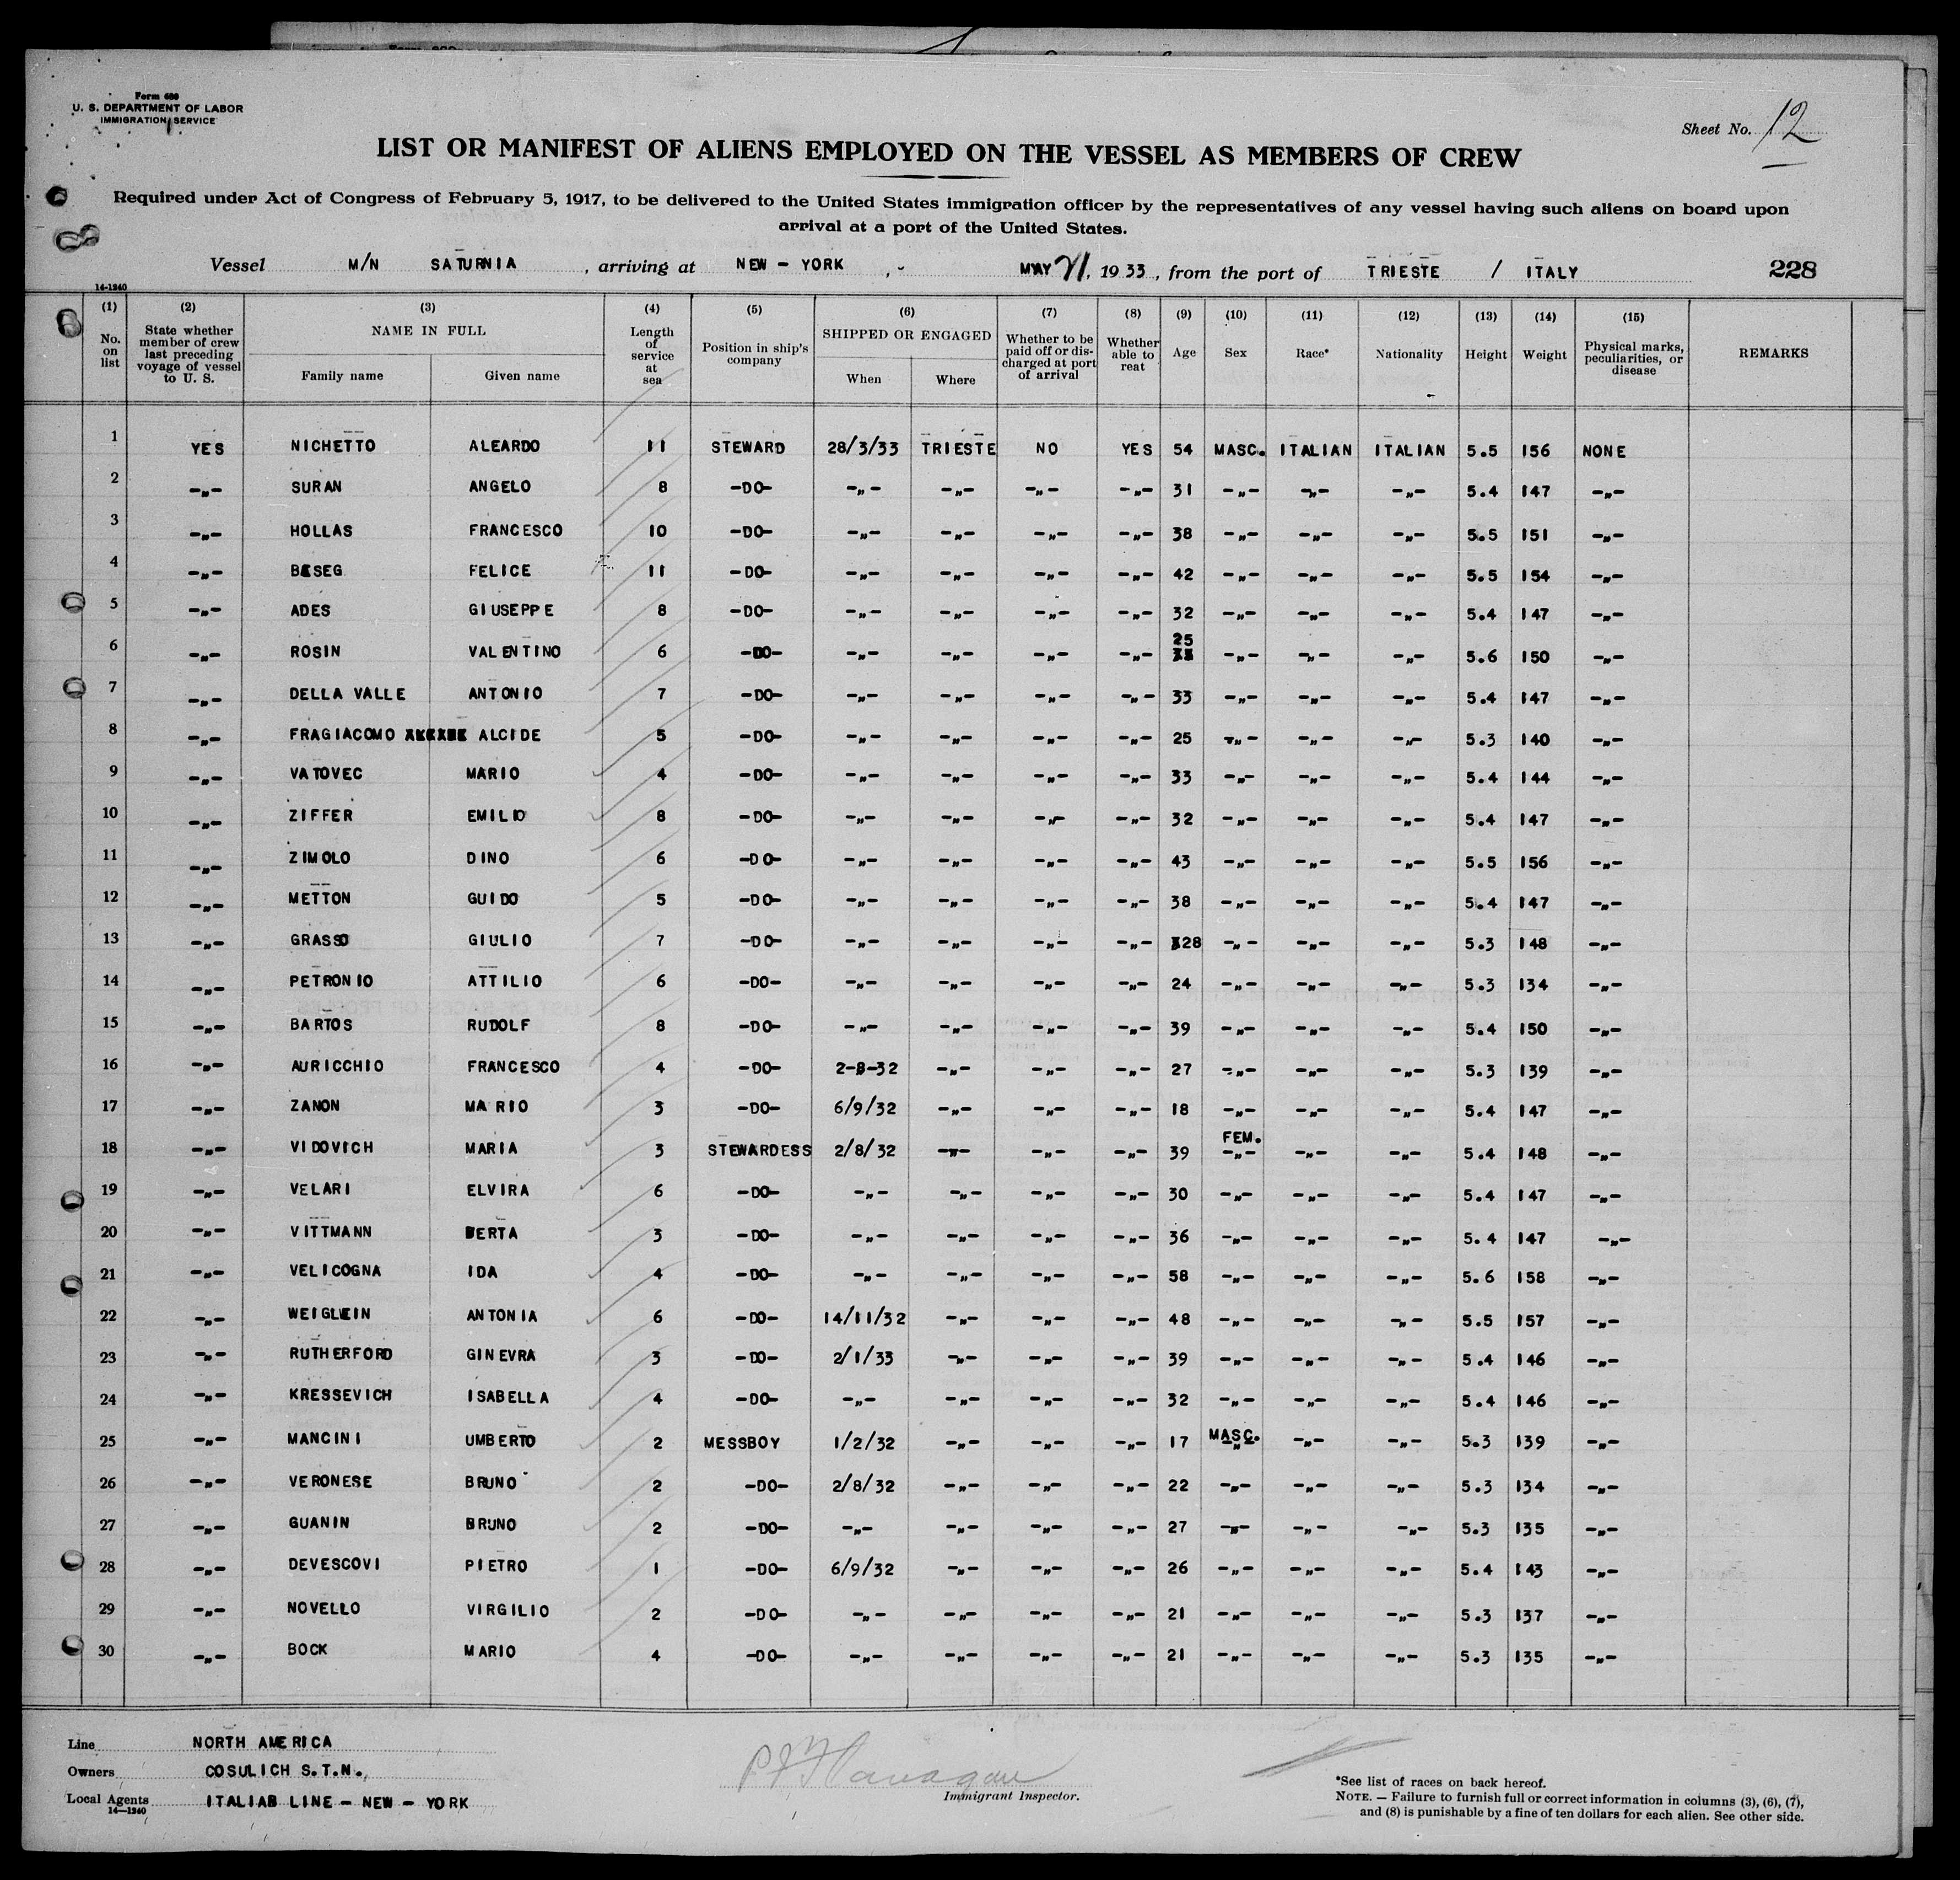 Form 689
U. S. DEPARTMENT OF LABOR
IMMIGRATION SERVICE
Sheet No. 12
LIST OR MANIFEST OF ALIENS EMPLOYED ON THE VESSEL AS MEMBERS OF CREW
Required under Act of Congress of February 5, 1917, to be delivered to the United States immigration officer by the representatives of any vessel having such aliens on board upon
arrival at a port of the United States.
Vessel M/N SATURNIA , arriving at NEW - YORK , - MAY 21, 1933, from the port of TRIESTE / ITALY 228
14-1240
(1) No. on list (2) State whether member of crew last preceding voyage of vessel to U. S. (3) NAME IN FULL Family name Given name (4) Length of service at sea (5) Position in ship's company (6) SHIPPED OR ENGAGED When Where (7) Whether to be paid off or discharged at port of arrival (8) Whether able to reat (9) Age (10) Sex (11) Race* (12) Nationality (13) Height (14) Weight (15) Physical marks, peculiarities, or disease REMARKS
1 YES NICHETTO ALEARDO 11 STEWARD 28/3/33 TRIESTE NO YES 54 MASC. ITALIAN ITALIAN 5.5 156 NONE
2 -„- SURAN ANGELO 8 -DO- -„- -„- -„- -„- 31 -„- -„- -„- 5.4 147 -„-
3 -„- HOLLAS FRANCESCO 10 -DO- -„- -„- -„- -„- 38 -„- -„- -„- 5.5 151 -„-
4 -„- BESEG FELICE 11 -DO- -„- -„- -„- -„- 42 -„- -„- -„- 5.5 154 -„-
5 -„- ADES GIUSEPPE 8 -DO- -„- -„- -„- -„- 32 -„- -„- -„- 5.4 147 -„-
6 -„- ROSIN VALENTINO 6 -DO- -„- -„- -„- -„- 25 -„- -„- -„- 5.6 150 -„-
7 -„- DELLA VALLE ANTONIO 7 -DO- -„- -„- -„- -„- 33 -„- -„- -„- 5.4 147 -„-
8 -„- FRAGIACOMO ALCIDE 5 -DO- -„- -„- -„- -„- 25 -„- -„- -„- 5.3 140 -„-
9 -„- VATOVEC MARIO 4 -DO- -„- -„- -„- -„- 33 -„- -„- -„- 5.4 144 -„-
10 -„- ZIFFER EMILIO 8 -DO- -„- -„- -„- -„- 32 -„- -„- -„- 5.4 147 -„-
11 -„- ZIMOLO DINO 6 -DO- -„- -„- -„- -„- 43 -„- -„- -„- 5.5 156 -„-
12 -„- METTON GUIDO 5 -DO- -„- -„- -„- -„- 38 -„- -„- -„- 5.4 147 -„-
13 -„- GRASSO GIULIO 7 -DO- -„- -„- -„- -„- 28 -„- -„- -„- 5.3 148 -„-
14 -„- PETRONIO ATTILIO 6 -DO- -„- -„- -„- -„- 24 -„- -„- -„- 5.3 134 -„-
15 -„- BARTOS RUDOLF 8 -DO- -„- -„- -„- -„- 39 -„- -„- -„- 5.4 150 -„-
16 -„- AURICCHIO FRANCESCO 4 -DO- 2-8-32 -„- -„- -„- 27 -„- -„- -„- 5.3 139 -„-
17 -„- ZANON MARIO 3 -DO- 6/9/32 -„- -„- -„- 18 -„- -„- -„- 5.4 147 -„-
18 -„- VIDOVICH MARIA 3 STEWARDESS 2/8/32 -„- -„- -„- 39 FEM. -„- -„- -„- 5.4 148 -„-
19 -„- VELARI ELVIRA 6 -DO- -„- -„- -„- -„- 30 -„- -„- -„- 5.4 147 -„-
20 -„- VITTMANN BERTA 3 -DO- -„- -„- -„- -„- 36 -„- -„- -„- 5.4 147 -„-
21 -„- VELICOGNA IDA 4 -DO- -„- -„- -„- -„- 58 -„- -„- -„- 5.6 158 -„-
22 -„- WEIGLEIN ANTONIA 6 -DO- 14/11/32 -„- -„- -„- 48 -„- -„- -„- 5.5 157 -„-
23 -„- RUTHERFORD GINEVRA 3 -DO- 2/1/33 -„- -„- -„- 39 -„- -„- -„- 5.4 146 -„-
24 -„- KRESSEVICH ISABELLA 4 -DO- -„- -„- -„- -„- 32 -„- -„- -„- 5.4 146 -„-
25 -„- MANCINI UMBERTO 2 MESSBOY 1/2/32 -„- -„- -„- 17 MASC. -„- -„- -„- 5.3 139 -„-
26 -„- VERONESE BRUNO 2 -DO- 2/8/32 -„- -„- -„- 22 -„- -„- -„- 5.3 134 -„-
27 -„- GUANIN BRUNO 2 -DO- -„- -„- -„- -„- 27 -„- -„- -„- 5.3 135 -„-
28 -„- DEVESCOVI PIETRO 1 -DO- 6/9/32 -„- -„- -„- 26 -„- -„- -„- 5.4 143 -„-
29 -„- NOVELLO VIRGILIO 2 -DO- -„- -„- -„- -„- 21 -„- -„- -„- 5.3 137 -„-
30 -„- BOCK MARIO 4 -DO- -„- -„- -„- -„- 21 -„- -„- -„- 5.3 135 -„-
Line NORTH AMERICA
Owners COSULICH S.T.N.,
Local Agents ITALIAB LINE - NEW - YORK
14-1240
P J Flanagan
Immigrant Inspector.
*See list of races on back hereof.
NOTE. — Failure to furnish full or correct information in columns (3), (6), (7),
and (8) is punishable by a fine of ten dollars for each alien. See other side.